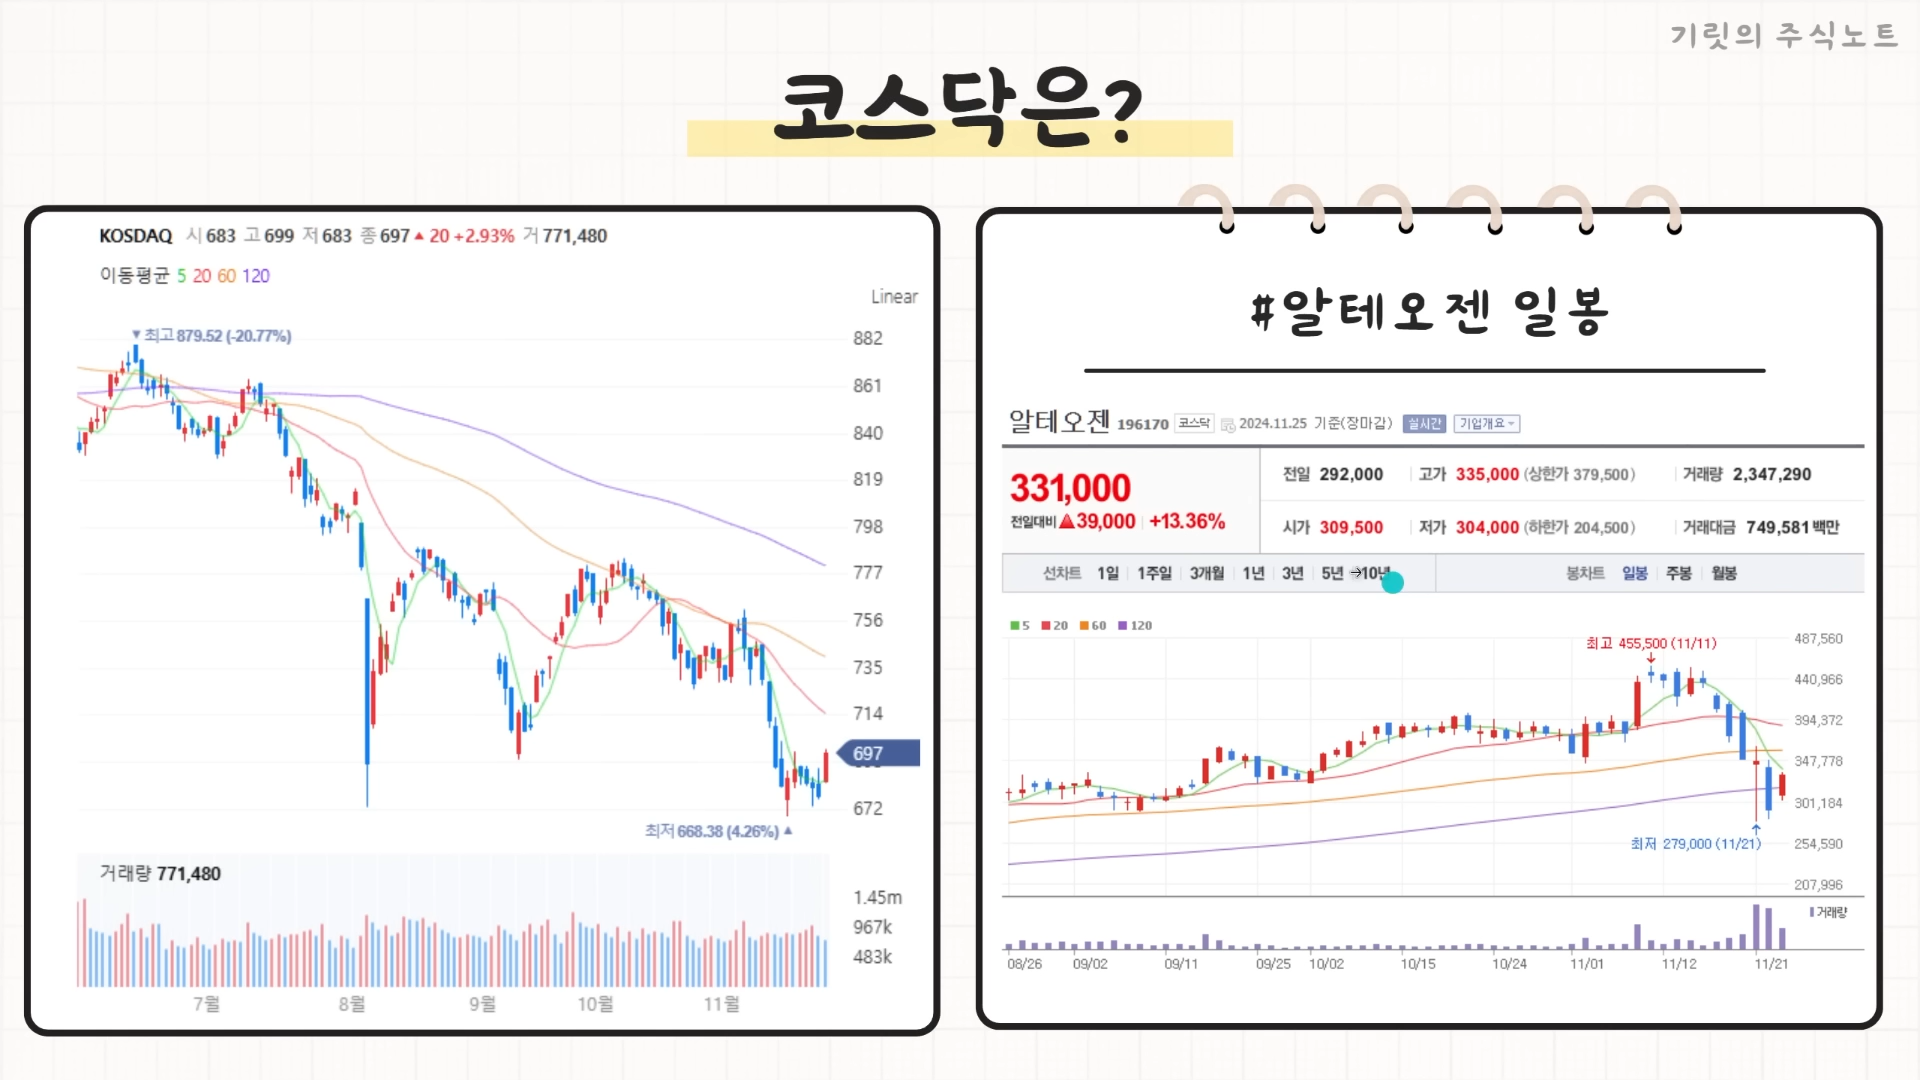 기릿의 주식노트
코스닥은?
KOSDAQ 시 683 고 699 저 683 종 697 ▲ 20 +2.93% 거 771,480
이동평균 5 20 60 120
Linear
▼ 최고 879.52 (-20.77%)
882
861
840
819
798
777
756
735
714
697
672
최저 668.38 (4.26%) ▲
거래량 771,480
1.45m
967k
483k
7월 8월 9월 10월 11월
#알테오젠 일봉
알테오젠 196170 코스닥 2024.11.25 기준(장마감) 실시간 기업개요
331,000
전일대비 ▲ 39,000 +13.36%
전일 292,000 고가 335,000 (상한가 379,500) 거래량 2,347,290
시가 309,500 저가 304,000 (하한가 204,500) 거래대금 749,581 백만
선차트 1일 1주일 3개월 1년 3년 5년 10년 봉차트 일봉 주봉 월봉
5 20 60 120
최고 455,500 (11/11)
487,560
440,966
394,372
347,778
301,184
최저 279,000 (11/21)
254,590
207,996
거래량
08/26 09/02 09/11 09/25 10/02 10/15 10/24 11/01 11/12 11/21